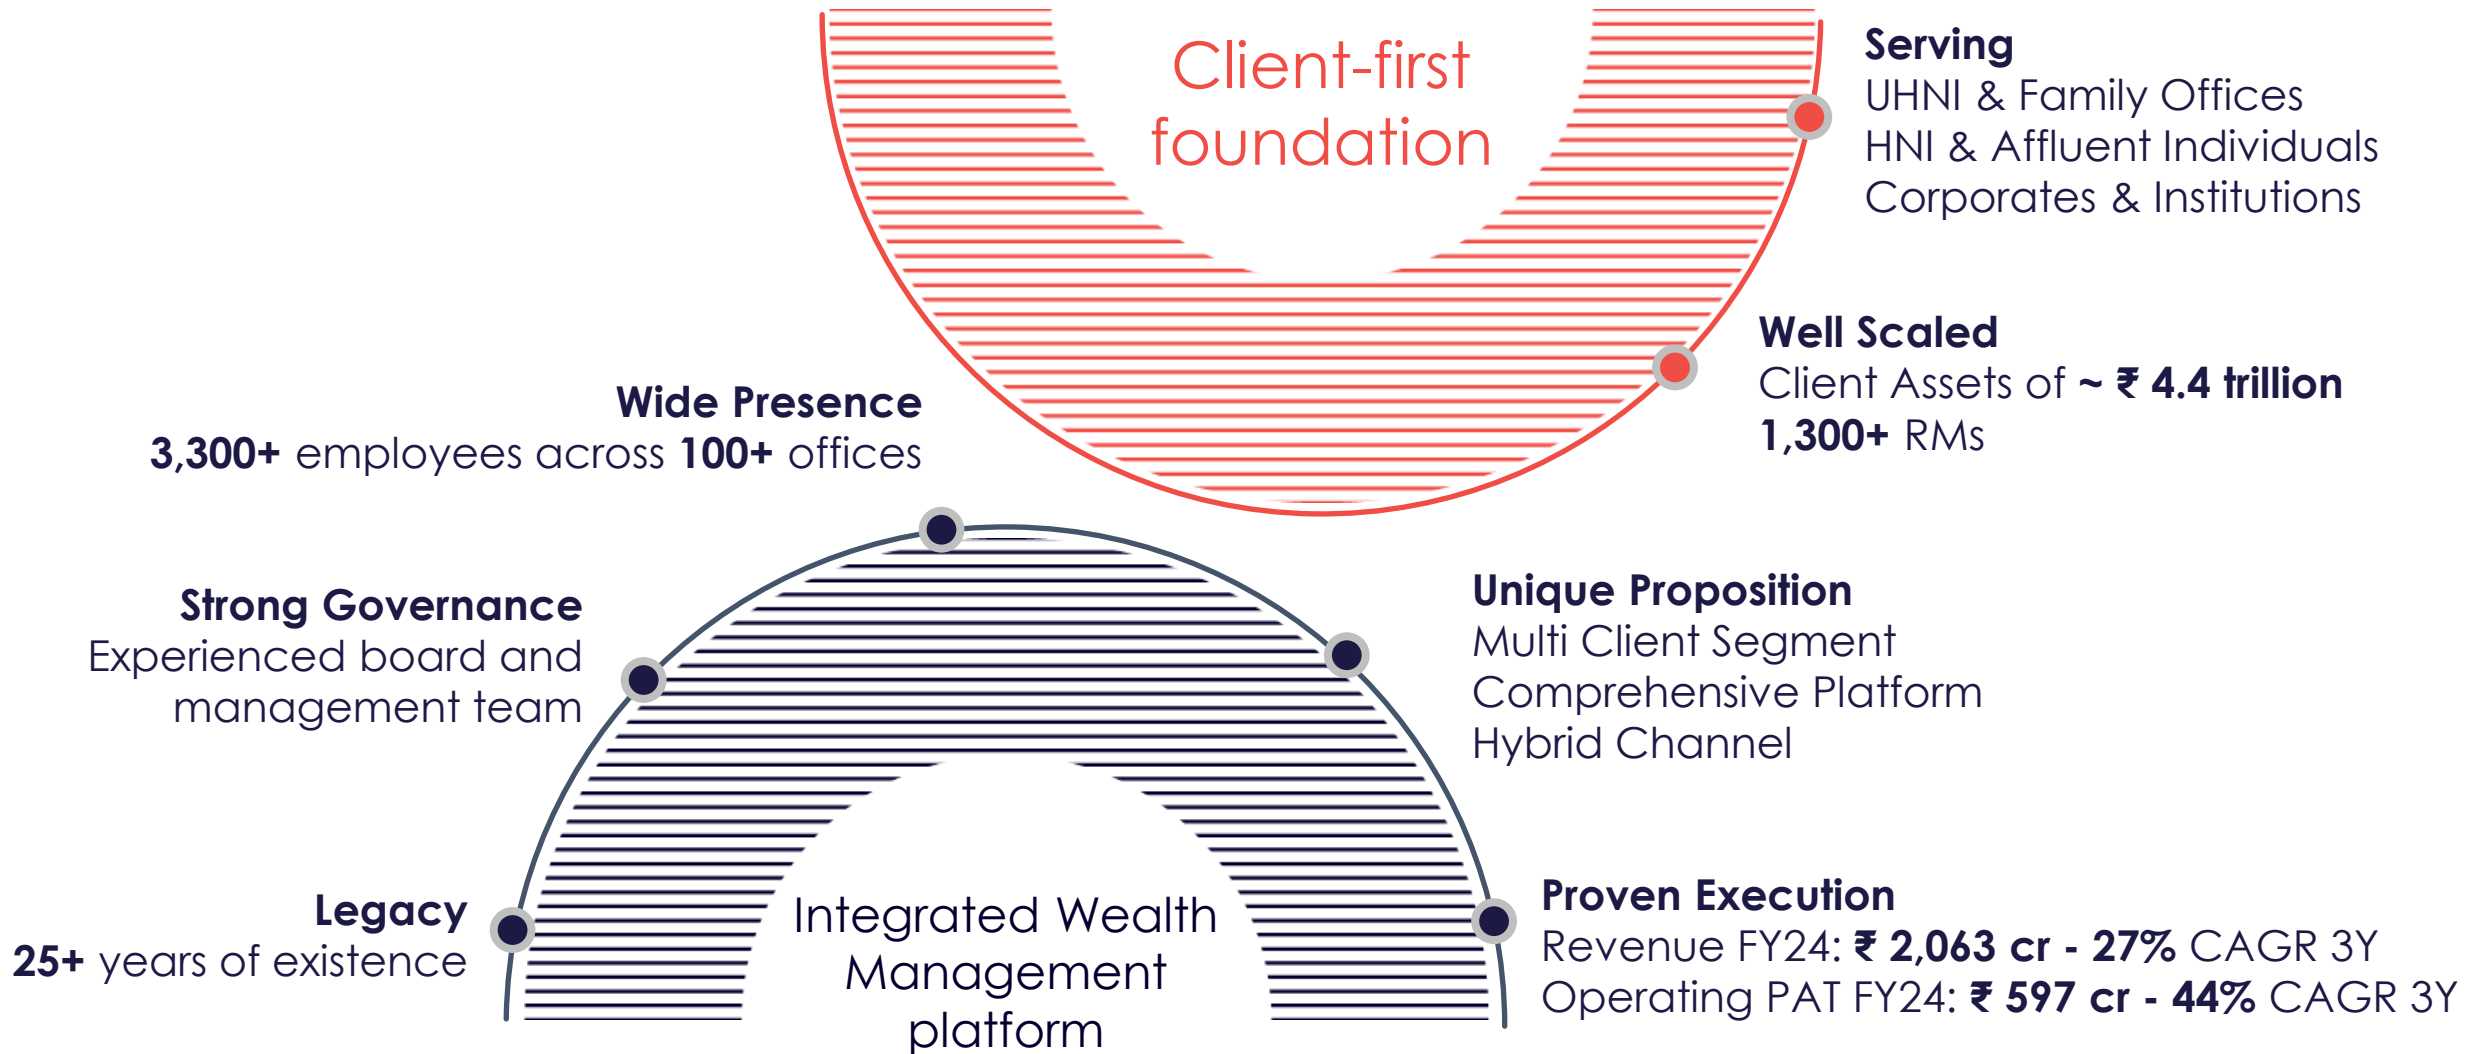 Client-first
foundation
Serving
UHNI & Family Offices
HNI & Affluent Individuals
Corporates & Institutions
Well Scaled
Client Assets of ~ ₹ 4.4 trillion
1,300+ RMs
Wide Presence
3,300+ employees across 100+ offices
Strong Governance
Experienced board and
management team
Legacy
25+ years of existence
Integrated Wealth
Management
platform
Unique Proposition
Multi Client Segment
Comprehensive Platform
Hybrid Channel
Proven Execution
Revenue FY24: ₹ 2,063 cr - 27% CAGR 3Y
Operating PAT FY24: ₹ 597 cr - 44% CAGR 3Y